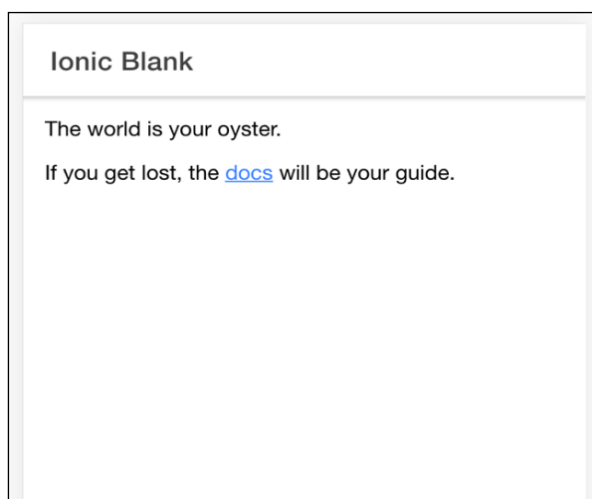 Ionic Blank
The world is your oyster.
If you get lost, the docs will be your guide.